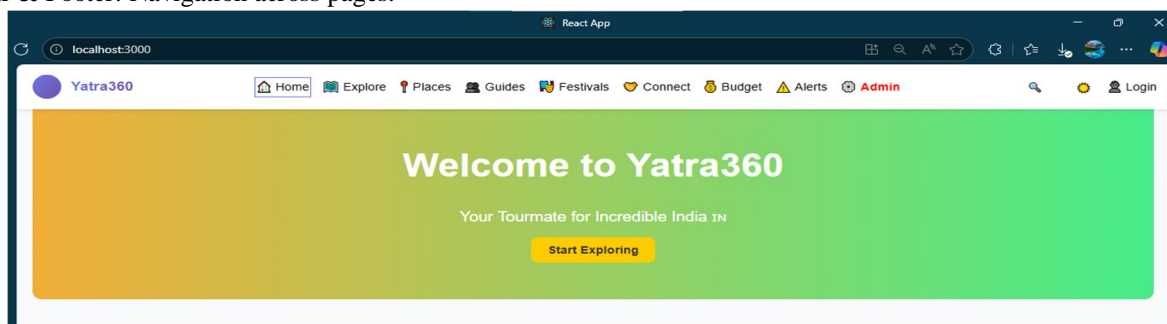 & Footer: Navigation across pages.
React App
localhost:3000
Yatra360 Home Explore Places Guides Festivals Connect Budget Alerts Admin Login
Welcome to Yatra360
Your Tourmate for Incredible India IN
Start Exploring